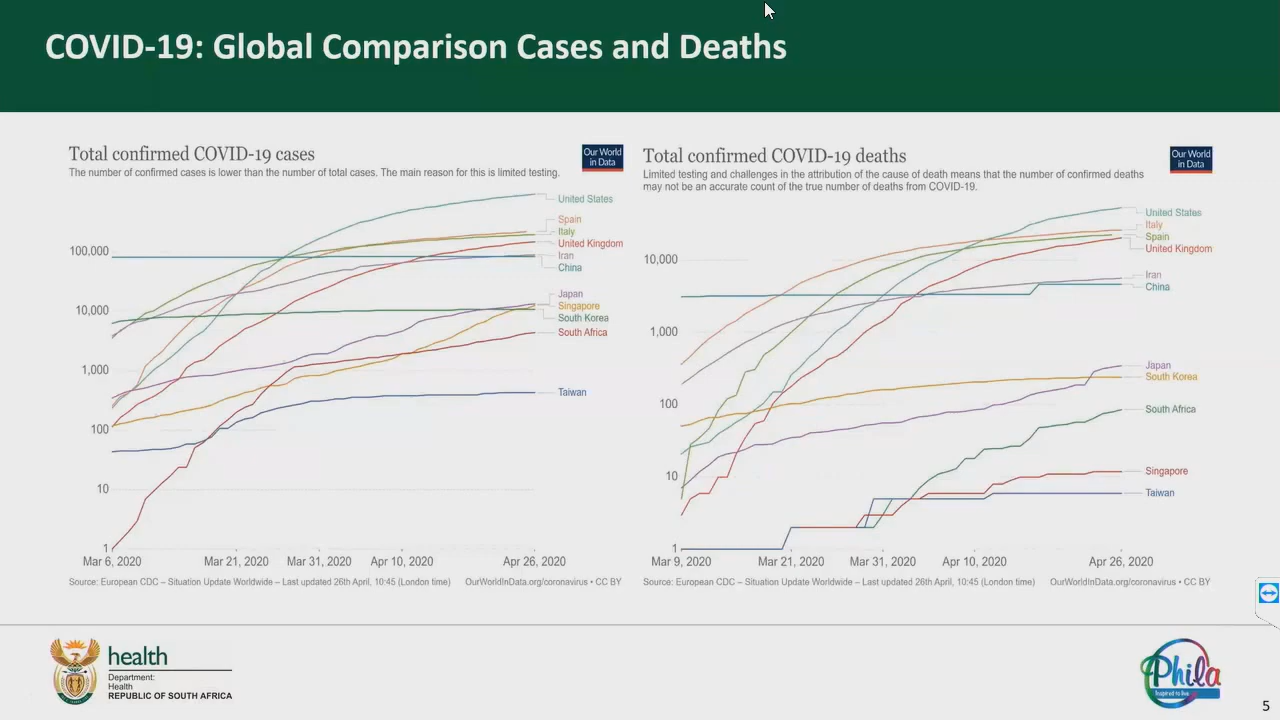 COVID-19: Global Comparison Cases and Deaths
Total confirmed COVID-19 cases
The number of confirmed cases is lower than the number of total cases. The main reason for this is limited testing.
Our World
in Data
United States
Spain
Italy
100,000
United Kingdom
Iran
China
Japan
10,000
Singapore
South Korea
South Africa
1,000
Taiwan
100
10
1
Mar 6, 2020
Mar 21, 2020
Mar 31, 2020
Apr 10, 2020
Apr 26, 2020
Source: European CDC – Situation Update Worldwide – Last updated 26th April, 10:45 (London time)
OurWorldInData.org/coronavirus • CC BY
Total confirmed COVID-19 deaths
Limited testing and challenges in the attribution of the cause of death means that the number of confirmed deaths
may not be an accurate count of the true number of deaths from COVID-19.
Our World
in Data
United States
Italy
Spain
United Kingdom
10,000
Iran
China
1,000
Japan
South Korea
100
South Africa
Singapore
10
Taiwan
1
Mar 9, 2020
Mar 21, 2020
Mar 31, 2020
Apr 10, 2020
Apr 26, 2020
Source: European CDC – Situation Update Worldwide – Last updated 26th April, 10:45 (London time)
OurWorldInData.org/coronavirus • CC BY
health
Department:
Health
REPUBLIC OF SOUTH AFRICA
Phila
Inspired to live
5